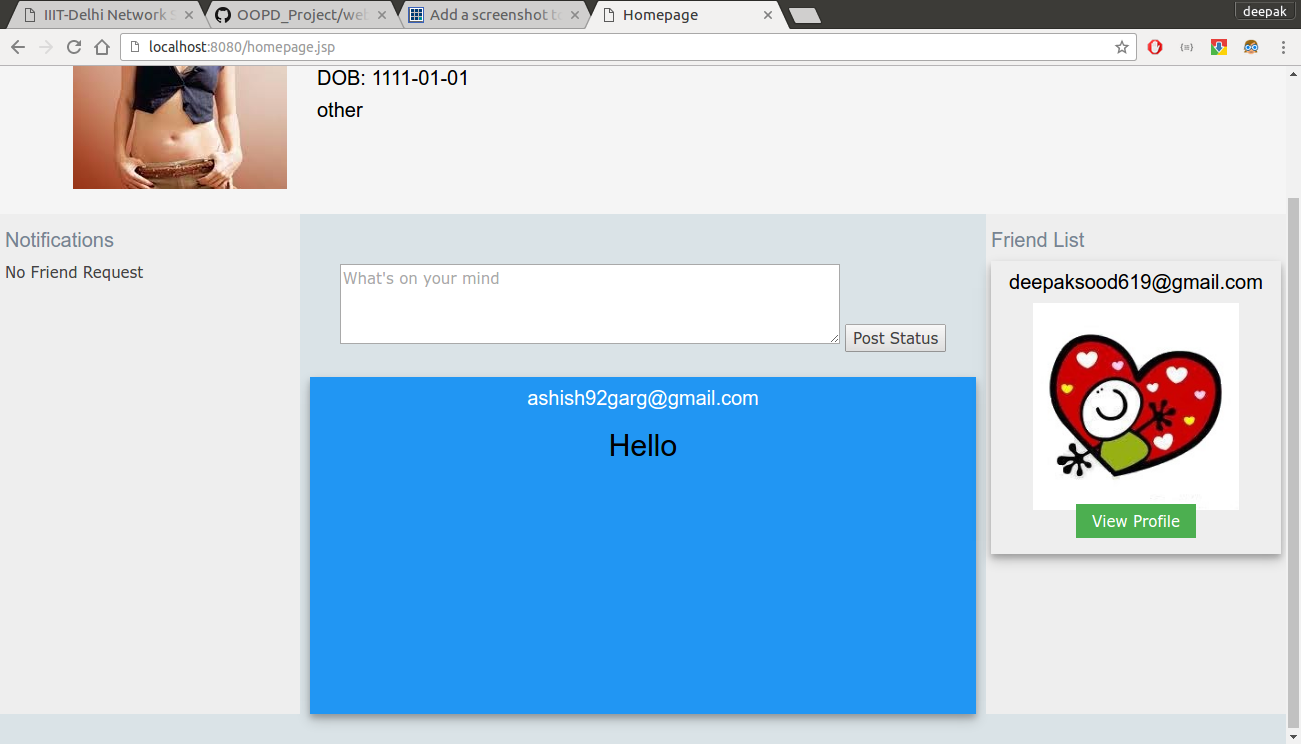 IIIT-Delhi Network S
OOPD_Project/web
Add a screenshot to
Homepage
deepak
localhost:8080/homepage.jsp
DOB: 1111-01-01
other
Notifications
No Friend Request
What's on your mind
Post Status
ashish92garg@gmail.com
Hello
Friend List
deepaksood619@gmail.com
View Profile